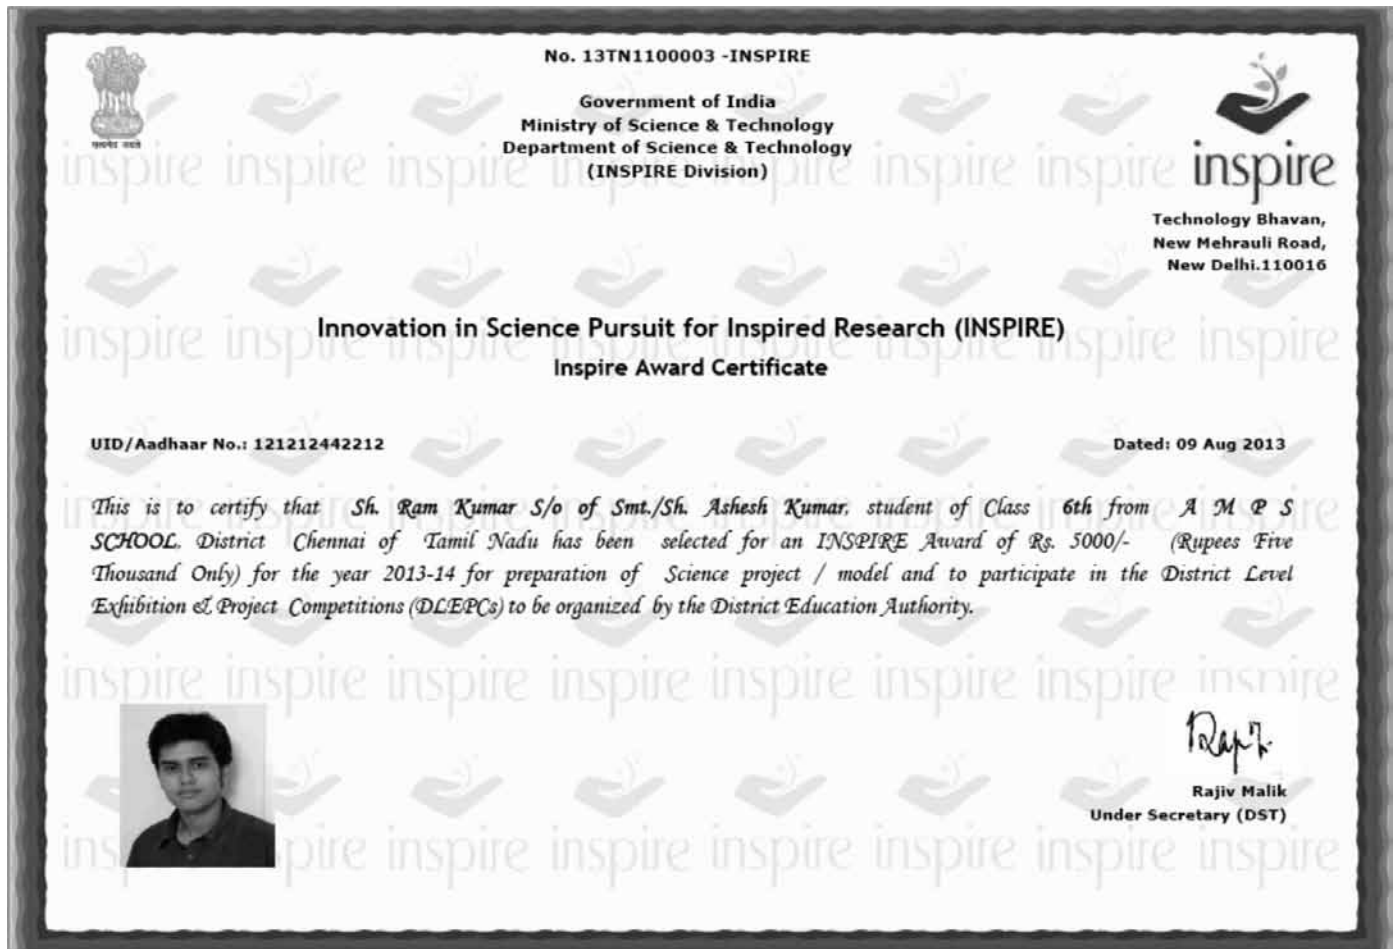 No. 13TN1100003 -INSPIRE
Government of India
Ministry of Science & Technology
Department of Science & Technology
(INSPIRE Division)
सत्यमेव जयते
inspire
Technology Bhavan,
New Mehrauli Road,
New Delhi.110016
Innovation in Science Pursuit for Inspired Research (INSPIRE)
Inspire Award Certificate
UID/Aadhaar No.: 121212442212
Dated: 09 Aug 2013
This is to certify that Sh. Ram Kumar S/o of Smt./Sh. Ashesh Kumar, student of Class 6th from A M P S
SCHOOL, District Chennai of Tamil Nadu has been selected for an INSPIRE Award of Rs. 5000/- (Rupees Five
Thousand Only) for the year 2013-14 for preparation of Science project / model and to participate in the District Level
Exhibition & Project Competitions (DLEPCs) to be organized by the District Education Authority.
Rajiv Malik
Under Secretary (DST)